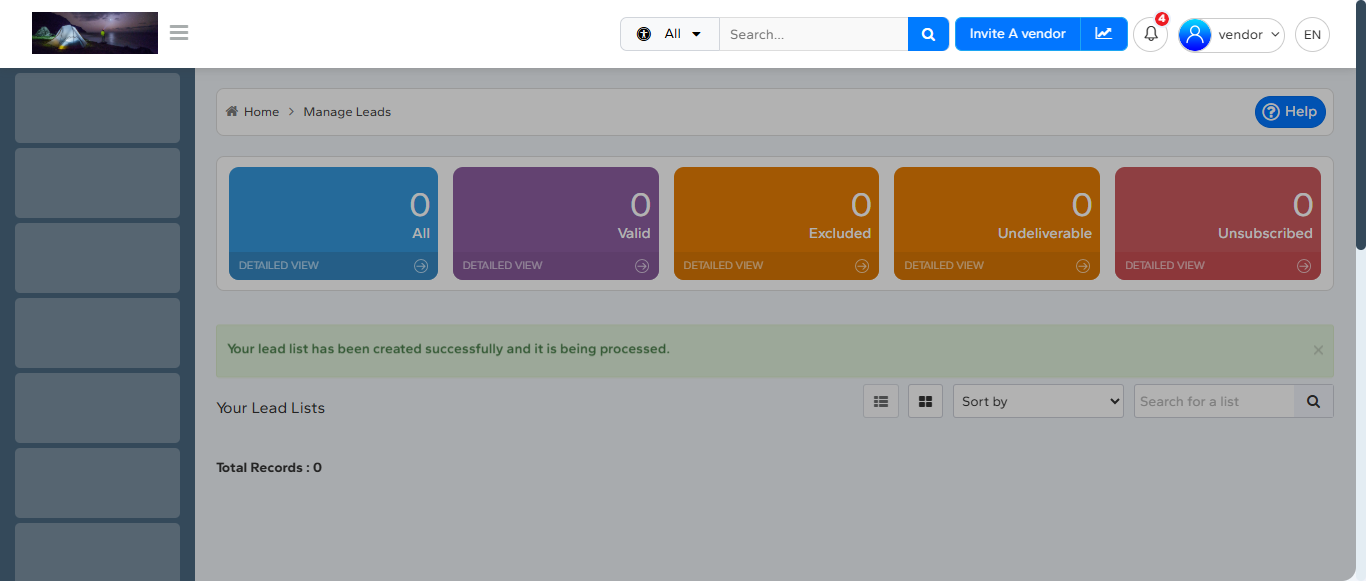 All
Search...
Invite A vendor
4
vendor
EN
Home > Manage Leads
Help
0
All
DETAILED VIEW
0
Valid
DETAILED VIEW
0
Excluded
DETAILED VIEW
0
Undeliverable
DETAILED VIEW
0
Unsubscribed
DETAILED VIEW
Your lead list has been created successfully and it is being processed.
Your Lead Lists
Sort by
Search for a list
Total Records : 0